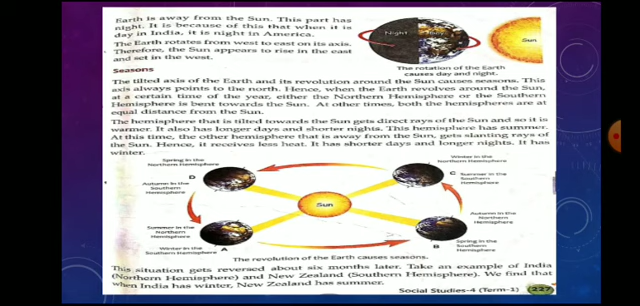 Earth is away from the Sun. This part has
night. It is because of this that when it is
day in India, it is night in America.
The Earth rotates from west to east on its axis.
Therefore, the Sun appears to rise in the east
and set in the west.
Night
Sun
The rotation of the Earth
causes day and night.
Seasons
The tilted axis of the Earth and its revolution around the Sun causes seasons. This
axis always points to the north. Hence, when the Earth revolves around the Sun,
at a certain time of the year, either the Northern Hemisphere or the Southern
Hemisphere is bent towards the Sun. At other times, both the hemispheres are at
equal distance from the Sun.
The hemisphere that is tilted towards the Sun gets direct rays of the Sun and so it is
warmer. It also has longer days and shorter nights. This hemisphere has summer.
At this time, the other hemisphere that is away from the Sun, gets slanting rays
of the Sun. Hence, it receives less heat. It has shorter days and longer nights. It has
winter.
Spring in the
Northern Hemisphere
D
Autumn in the
Southern
Hemisphere
Winter in the
Northern Hemisphere
C
Summer in the
Southern
Hemisphere
Sun
Summer in the
Northern
Hemisphere
Winter in the
Southern Hemisphere
A
Autumn in the
Northern
Hemisphere
B
Spring in the
Southern
Hemisphere
The revolution of the Earth causes seasons.
This situation gets reversed about six months later. Take an example of India
(Northern Hemisphere) and New Zealand (Southern Hemisphere). We find that
when India has winter, New Zealand has summer.
Social Studies-4 (Term-1)
227